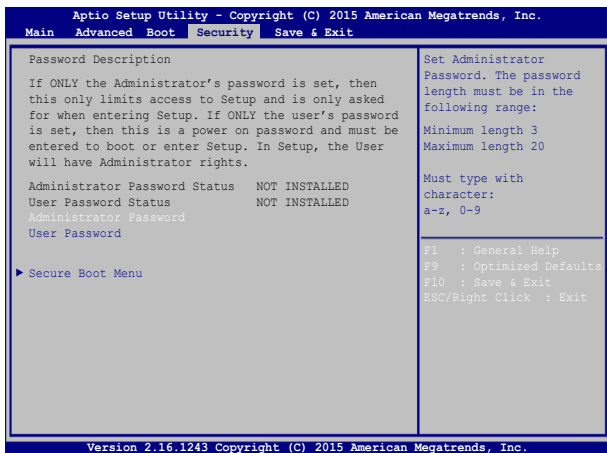 Aptio Setup Utility - Copyright (C) 2015 American Megatrends, Inc.
Main Advanced Boot Security Save & Exit
Password Description
If ONLY the Administrator's password is set, then
this only limits access to Setup and is only asked
for when entering Setup. If ONLY the user's password
is set, then this is a power on password and must be
entered to boot or enter Setup. In Setup, the User
will have Administrator rights.
Administrator Password Status NOT INSTALLED
User Password Status NOT INSTALLED
Administrator Password
User Password
Secure Boot Menu
Set Administrator
Password. The password
length must be in the
following range:
Minimum length 3
Maximum length 20
Must type with
character:
a-z, 0-9
F1 : General Help
F9 : Optimized Defaults
F10 : Save & Exit
ESC/Right Click : Exit
Version 2.16.1243 Copyright (C) 2015 American Megatrends, Inc.